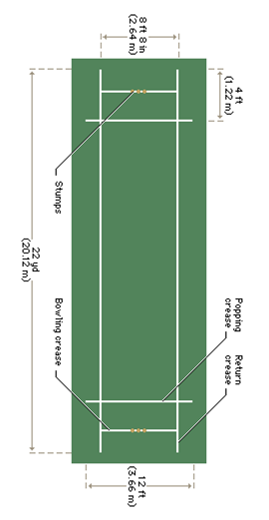 8 ft 8 in
(2.64 m)
4 ft
(1.22 m)
Stumps
22 yd
(20.12 m)
Popping
crease
Bowling crease
Return
crease
12 ft
(3.66 m)